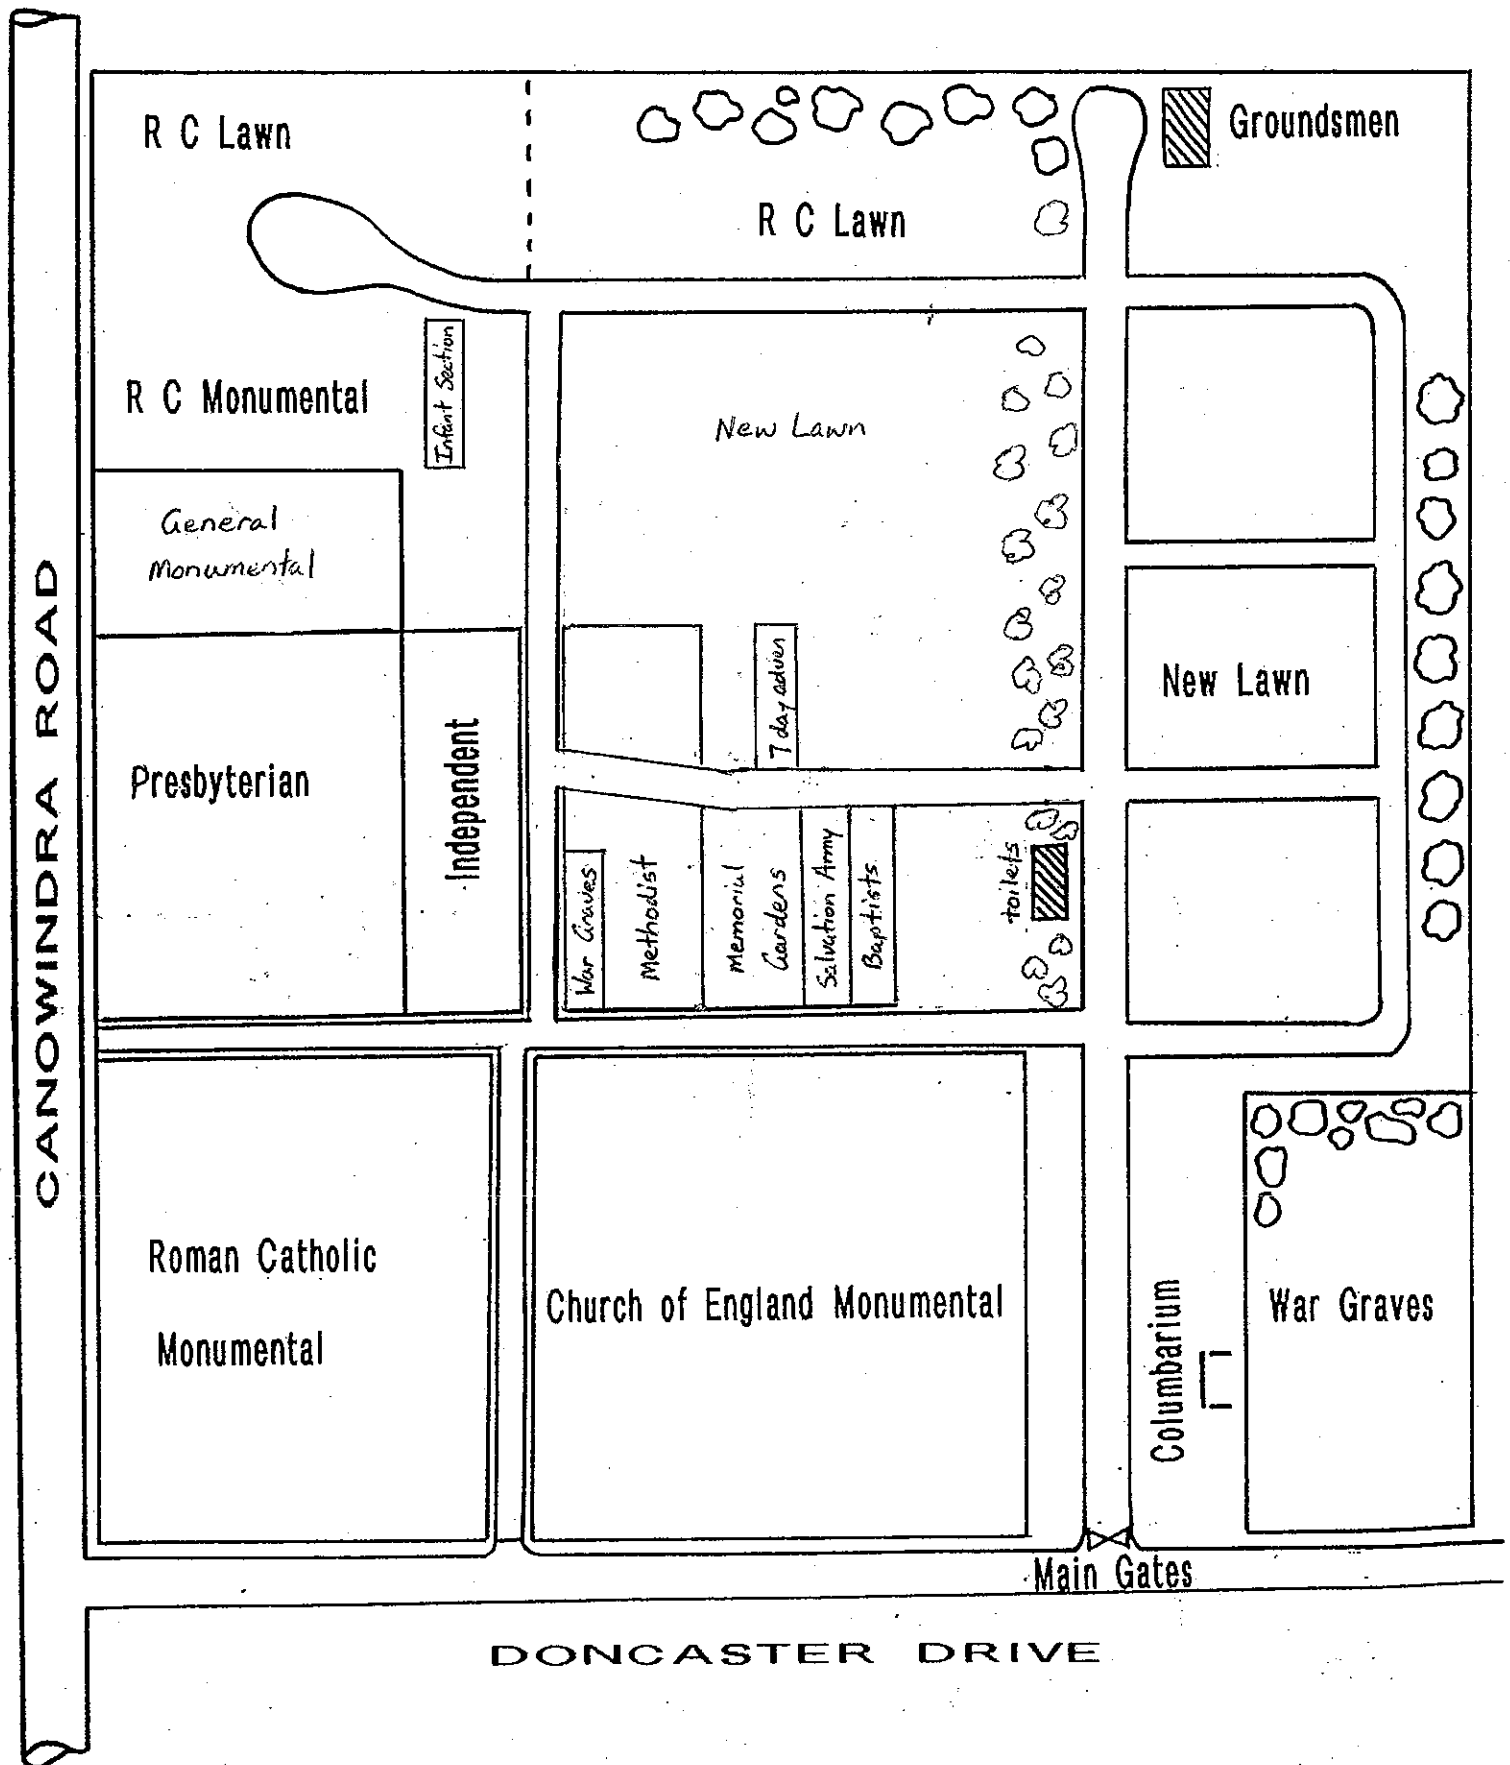 R C Lawn
Groundsmen
R C Lawn
Infant Section
R C Monumental
New Lawn
General
Monumental
CANOWINDRA ROAD
Presbyterian
Independent
7 day adven
New Lawn
War Graves
Methodist
Memorial
Gardens
Salvation Army
Baptists
toilets
Roman Catholic
Monumental
Church of England Monumental
Columbarium
War Graves
Main Gates
DONCASTER DRIVE